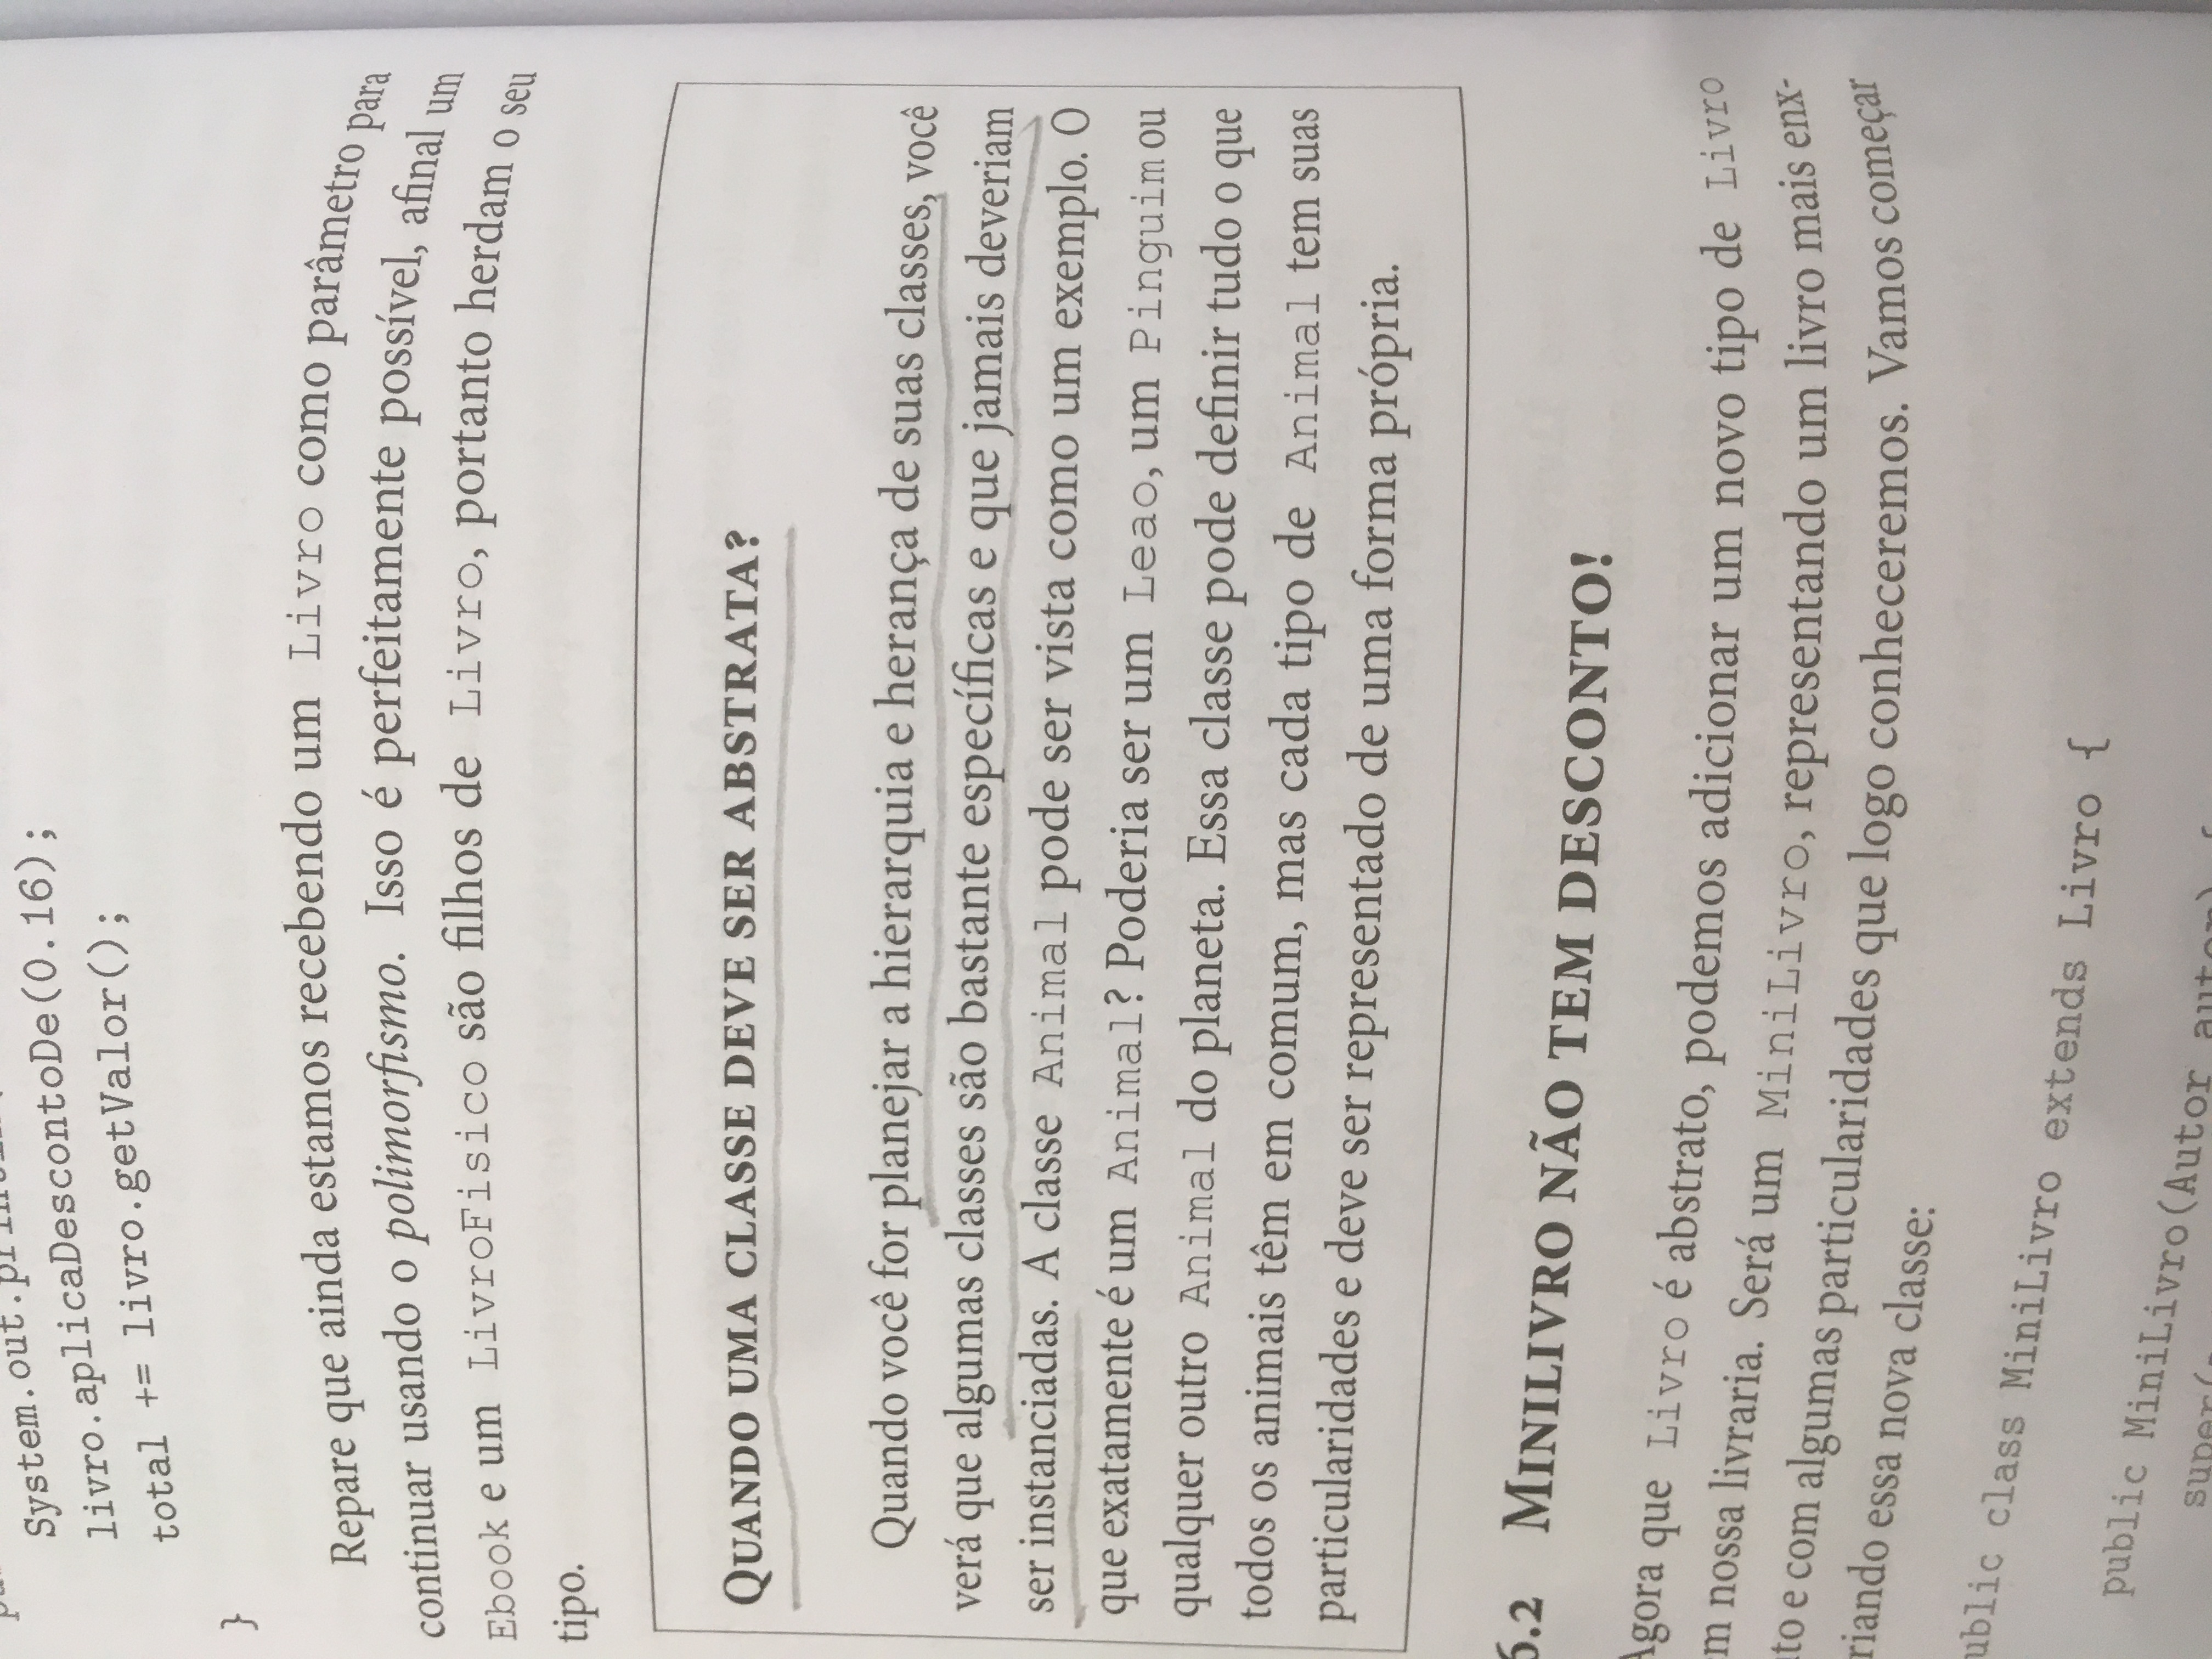 System.out.
livro.aplicaDescontoDe(0.16);
total += livro.getValor();
}
Repare que ainda estamos recebendo um Livro como parâmetro para
continuar usando o polimorfismo. Isso é perfeitamente possível, afinal um
Ebook e um LivroFisico são filhos de Livro, portanto herdam o seu
tipo.
QUANDO UMA CLASSE DEVE SER ABSTRATA?
Quando você for planejar a hierarquia e herança de suas classes, você
verá que algumas classes são bastante específicas e que jamais deveriam
ser instanciadas. A classe Animal pode ser vista como um exemplo. O
que exatamente é um Animal? Poderia ser um Leao, um Pinguim ou
qualquer outro Animal do planeta. Essa classe pode definir tudo o que
todos os animais têm em comum, mas cada tipo de Animal tem suas
particularidades e deve ser representado de uma forma própria.
6.2 MINILIVRO NÃO TEM DESCONTO!
Agora que Livro é abstrato, podemos adicionar um novo tipo de Livro
m nossa livraria. Será um MiniLivro, representando um livro mais enx-
to e com algumas particularidades que logo conheceremos. Vamos começar
riando essa nova classe:
ublic class MiniLivro extends Livro {
public MiniLivro(Autor autor) {
super(